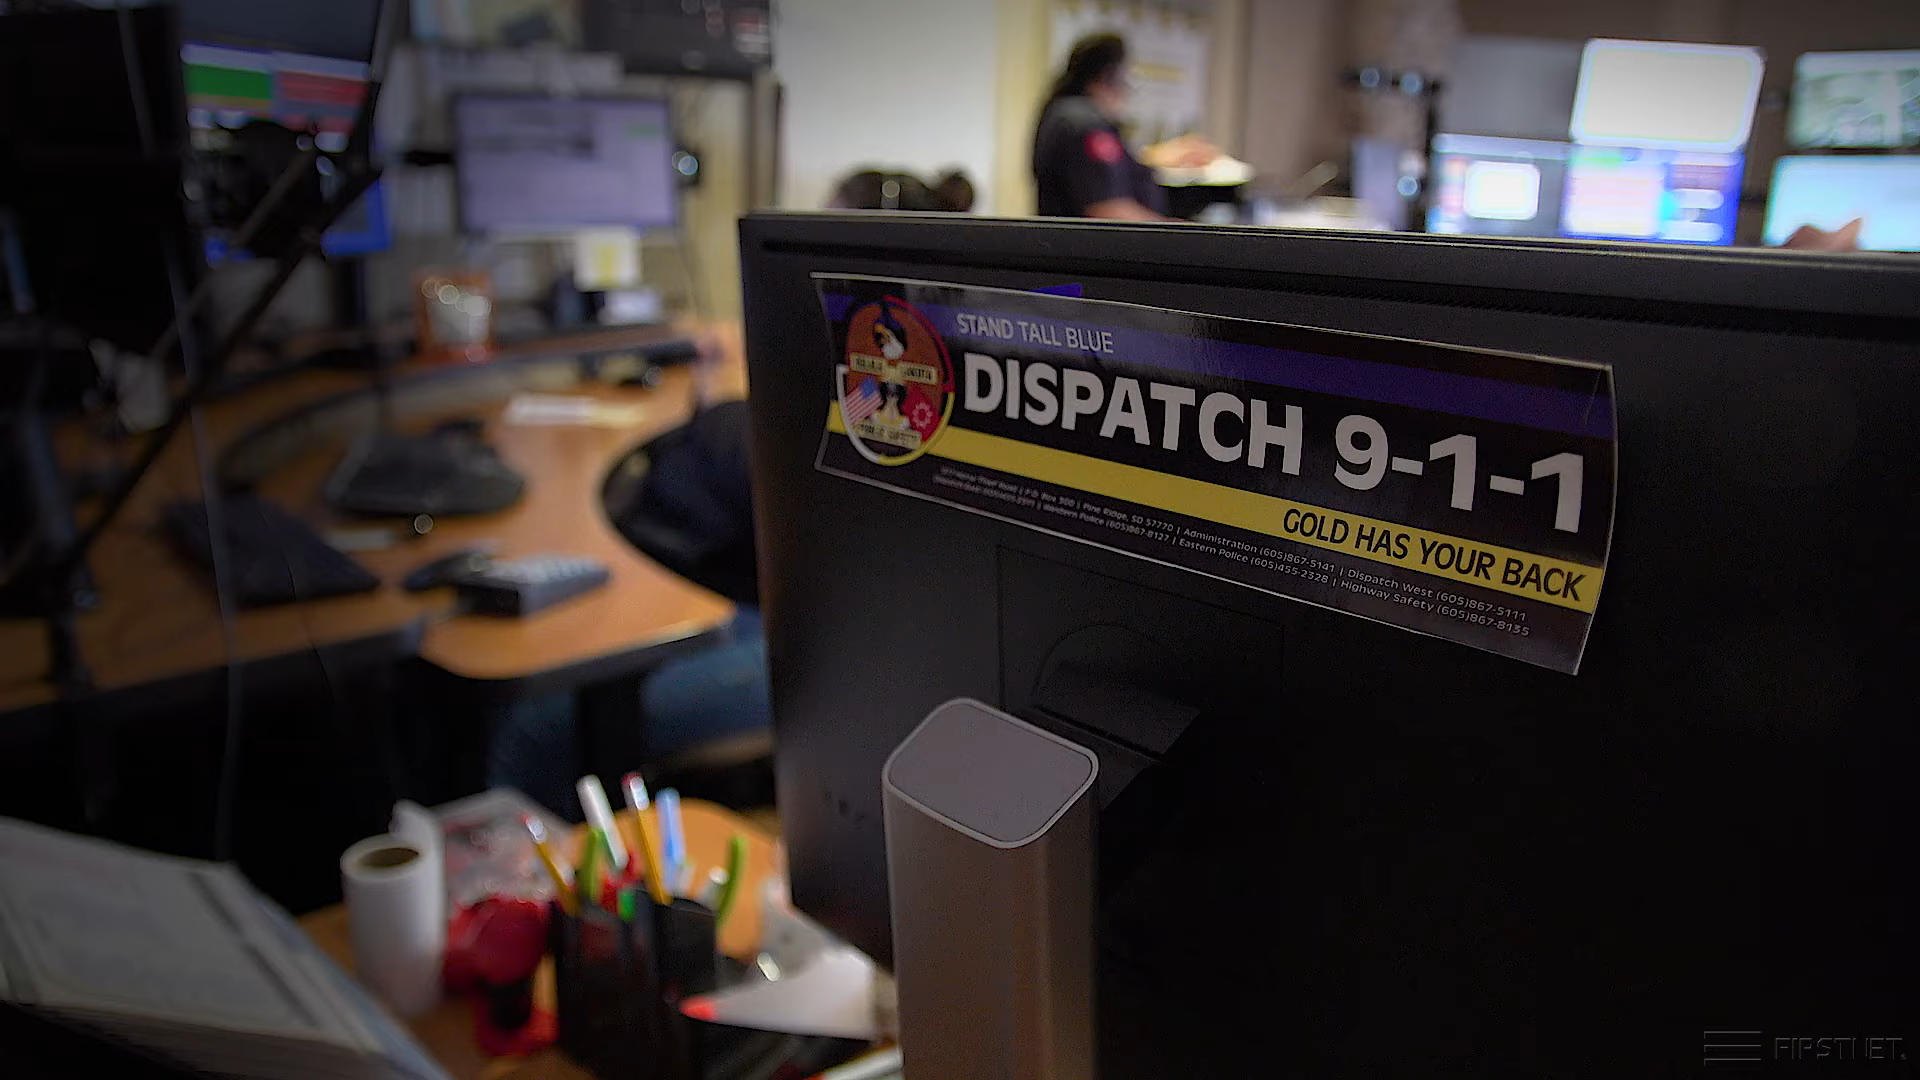 STAND TALL BLUE
DISPATCH 9-1-1
GOLD HAS YOUR BACK
P.O. Box 300 | Pine Ridge, SD 57770 | Administration (605)867-5141 | Dispatch West (605)867-5111
Western Police (605)867-8127 | Eastern Police (605)455-2328 | Highway Safety (605)867-8135
FIRSTNET.